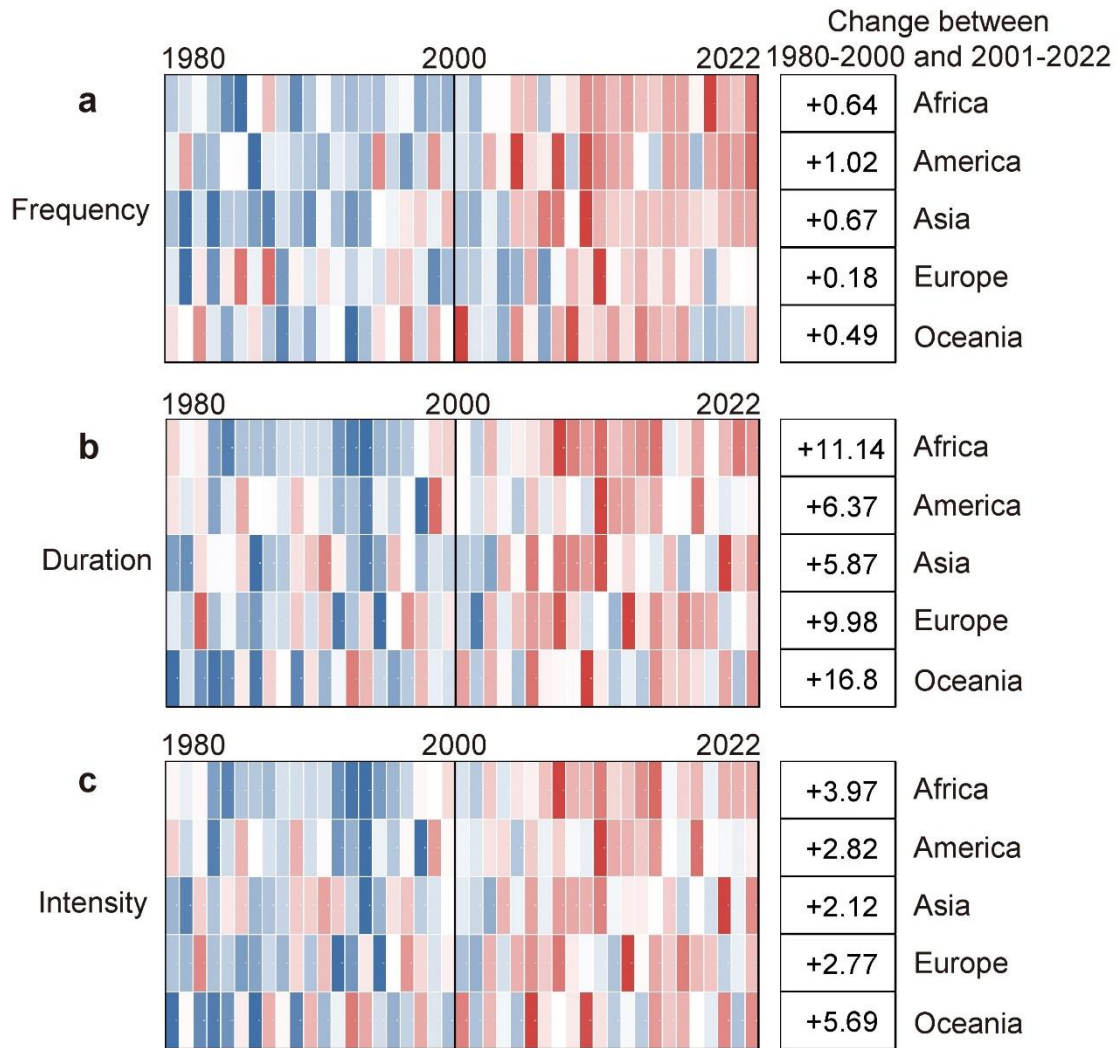 Change between
1980 2000 2022 1980-2000 and 2001-2022
a +0.64 Africa
+1.02 America
Frequency +0.67 Asia
+0.18 Europe
+0.49 Oceania
1980 2000 2022
b +11.14 Africa
+6.37 America
Duration +5.87 Asia
+9.98 Europe
+16.8 Oceania
1980 2000 2022
c +3.97 Africa
+2.82 America
Intensity +2.12 Asia
+2.77 Europe
+5.69 Oceania